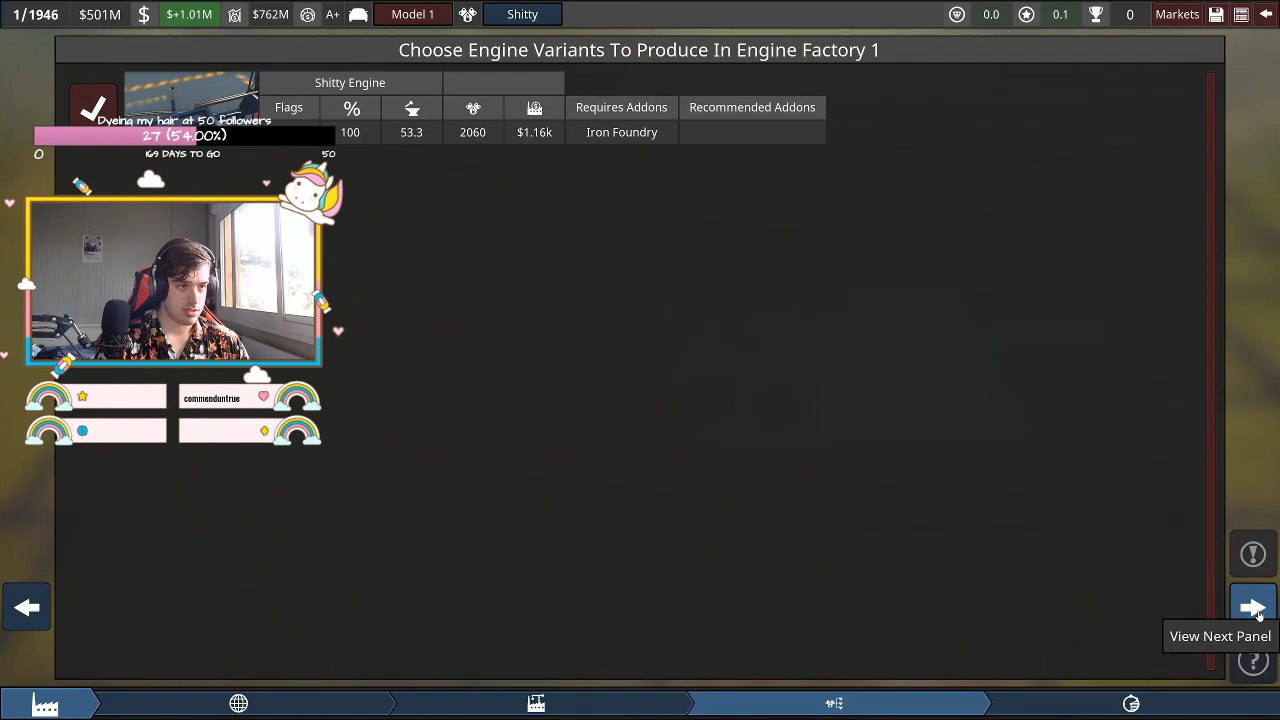 1/1946 $501M $ $+1.01M $762M A+ Model 1 Shitty 0.0 0.1 0 Markets
Choose Engine Variants To Produce In Engine Factory 1
Shitty Engine
Flags % Requires Addons Recommended Addons
100 53.3 2060 $1.16k Iron Foundry
Dyeing my hair at 50 Followers
27 (54.00%)
0 169 DAYS TO GO 50
commenduntrue
View Next Panel